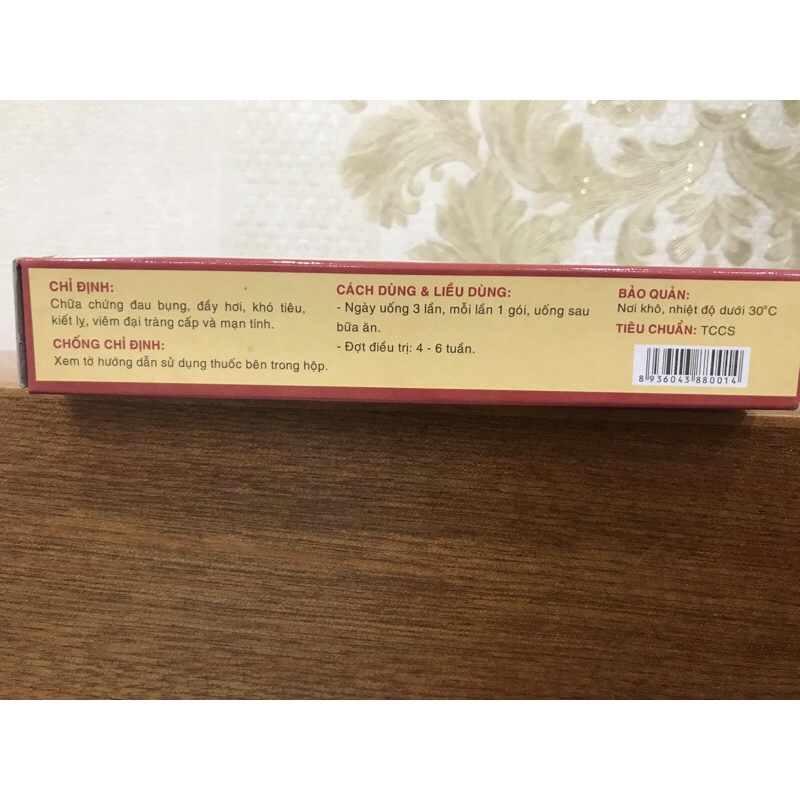 CHỈ ĐỊNH:
Chữa chứng đau bụng, đầy hơi, khó tiêu,
kiết lỵ, viêm đại tràng cấp và mạn tính.
CHỐNG CHỈ ĐỊNH:
Xem tờ hướng dẫn sử dụng thuốc bên trong hộp.
CÁCH DÙNG & LIỀU DÙNG:
- Ngày uống 3 lần, mỗi lần 1 gói, uống sau
bữa ăn.
- Đợt điều trị: 4 - 6 tuần.
BẢO QUẢN:
Nơi khô, nhiệt độ dưới 30°C
TIÊU CHUẨN: TCCS
8 936043 880014